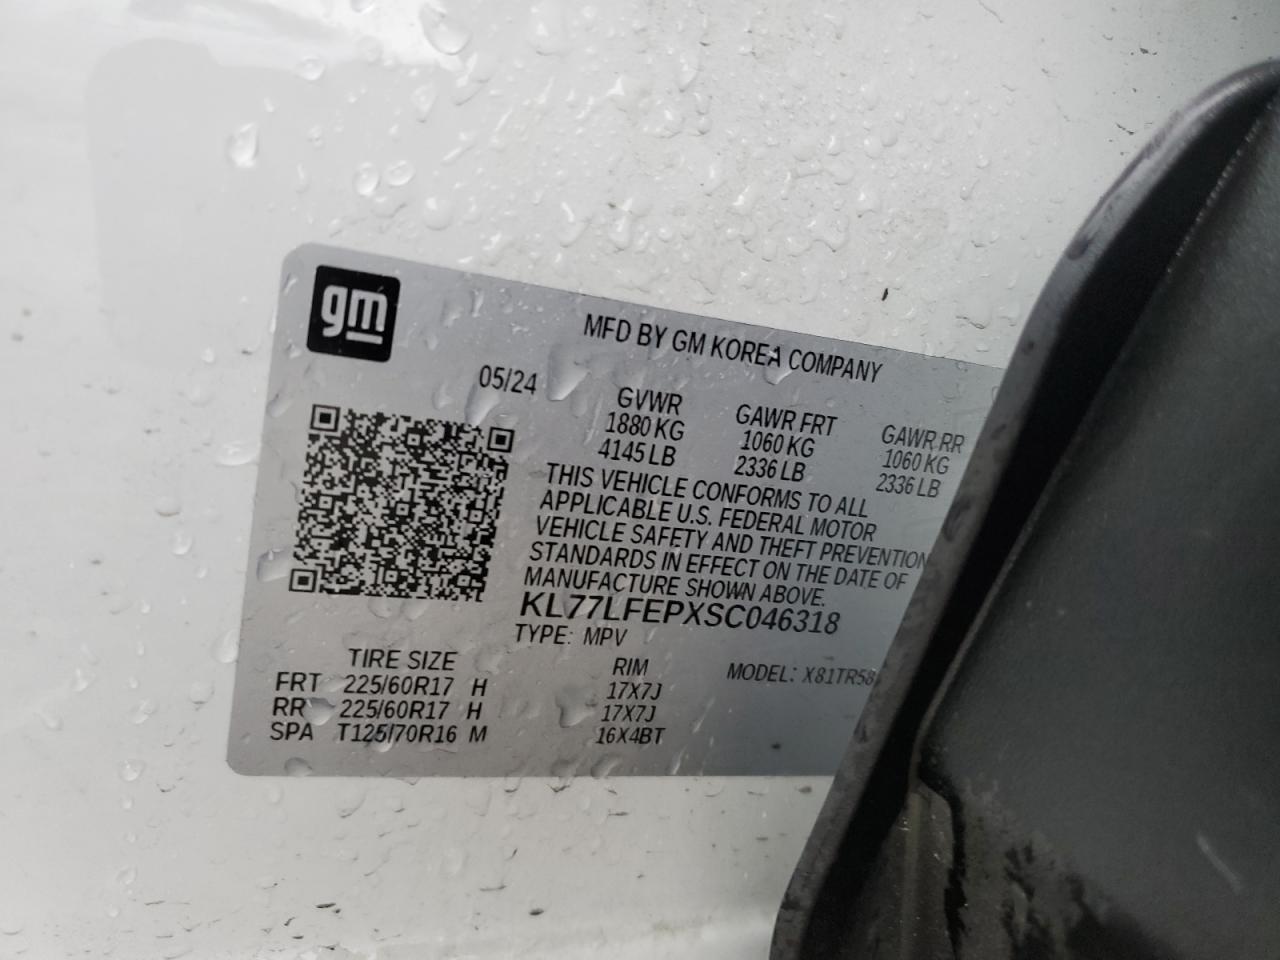 gm
MFD BY GM KOREA COMPANY
05/24
GVWR GAWR FRT GAWR RR
1880 KG 1060 KG 1060 KG
4145 LB 2336 LB 2336 LB
THIS VEHICLE CONFORMS TO ALL
APPLICABLE U.S. FEDERAL MOTOR
VEHICLE SAFETY AND THEFT PREVENTION
STANDARDS IN EFFECT ON THE DATE OF
MANUFACTURE SHOWN ABOVE.
KL77LFEPXSC046318
TYPE: MPV
TIRE SIZE RIM MODEL: X81TR58
FRT 225/60R17 H 17X7J
RR 225/60R17 H 17X7J
SPA T125/70R16 M 16X4BT